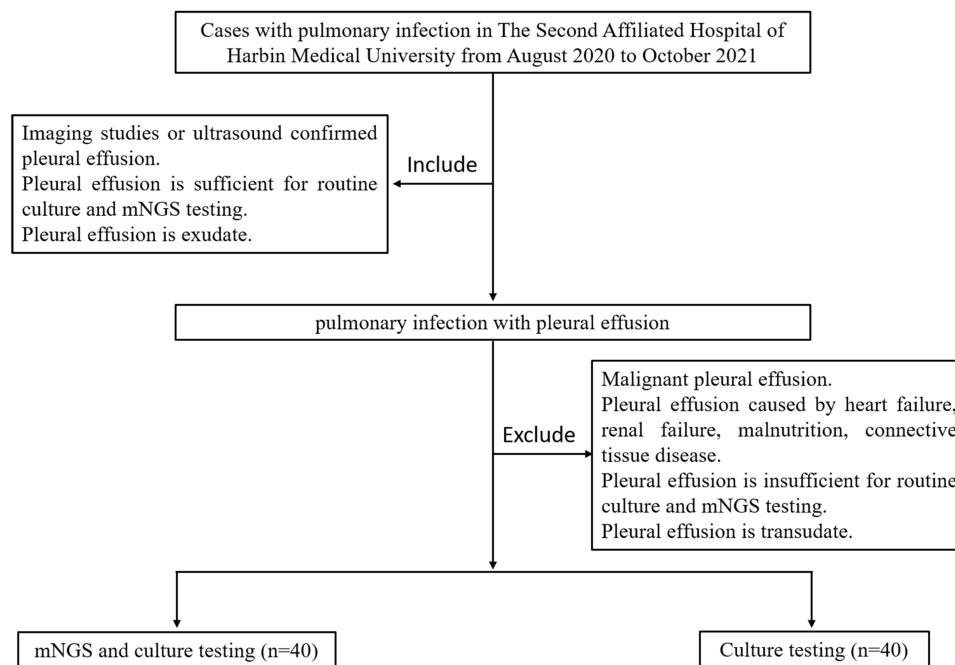 Cases with pulmonary infection in The Second Affiliated Hospital of
Harbin Medical University from August 2020 to October 2021
Imaging studies or ultrasound confirmed
pleural effusion.
Pleural effusion is sufficient for routine
culture and mNGS testing.
Pleural effusion is exudate.
Include
pulmonary infection with pleural effusion
Malignant pleural effusion.
Pleural effusion caused by heart failure,
renal failure, malnutrition, connective
tissue disease.
Pleural effusion is insufficient for routine
culture and mNGS testing.
Pleural effusion is transudate.
Exclude
mNGS and culture testing (n=40)
Culture testing (n=40)